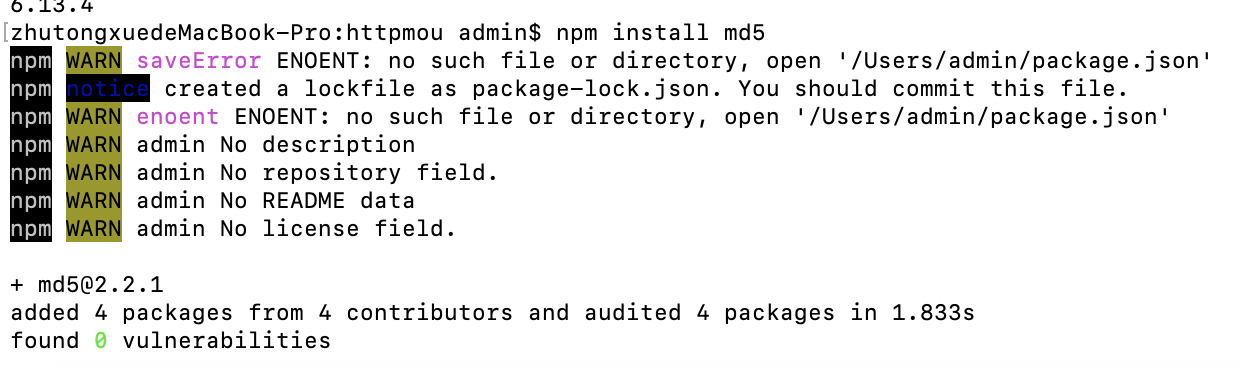 6.13.4
[zhutongxuedeMacBook-Pro:httpmou admin$ npm install md5
npm WARN saveError ENOENT: no such file or directory, open '/Users/admin/package.json'
npm notice created a lockfile as package-lock.json. You should commit this file.
npm WARN enoent ENOENT: no such file or directory, open '/Users/admin/package.json'
npm WARN admin No description
npm WARN admin No repository field.
npm WARN admin No README data
npm WARN admin No license field.
+ md5@2.2.1
added 4 packages from 4 contributors and audited 4 packages in 1.833s
found 0 vulnerabilities